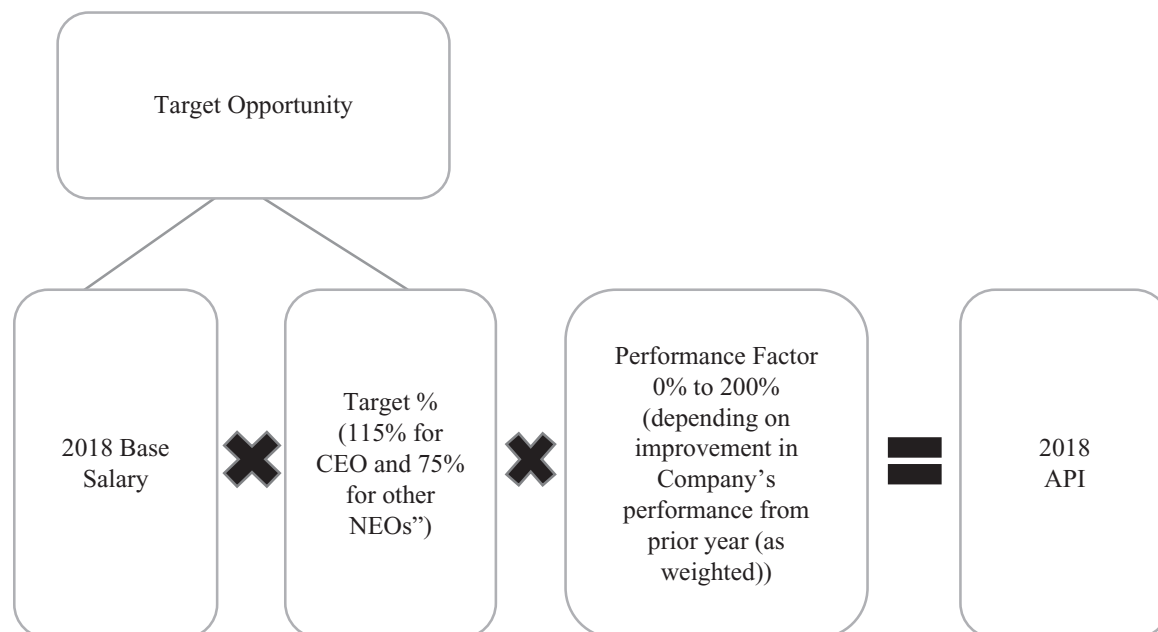 Target Opportunity
2018 Base
Salary
Target %
(115% for
CEO and 75%
for other
NEOs”)
Performance Factor
0% to 200%
(depending on
improvement in
Company’s
performance from
prior year (as
weighted))
2018
API